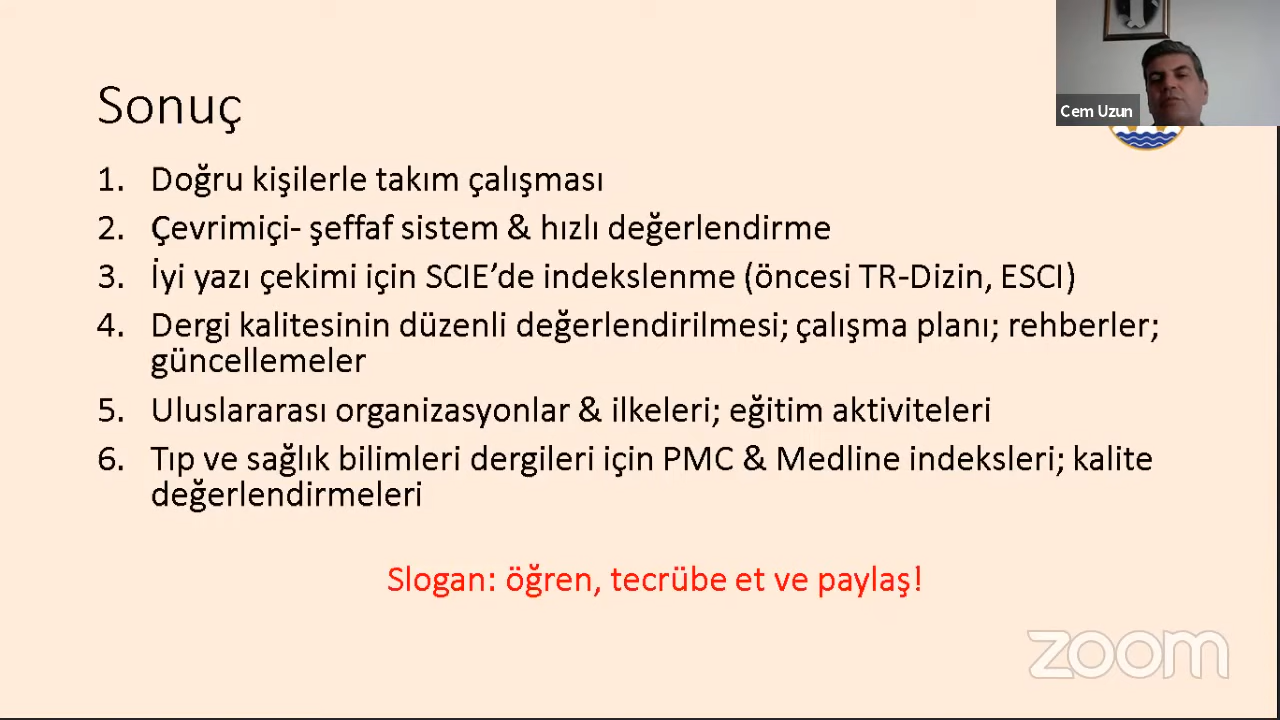 Cem Uzun
Sonuç
1. Doğru kişilerle takım çalışması
2. Çevrimiçi- şeffaf sistem & hızlı değerlendirme
3. İyi yazı çekimi için SCIE’de indekslenme (öncesi TR-Dizin, ESCI)
4. Dergi kalitesinin düzenli değerlendirilmesi; çalışma planı; rehberler;
güncellemeler
5. Uluslararası organizasyonlar & ilkeleri; eğitim aktiviteleri
6. Tıp ve sağlık bilimleri dergileri için PMC & Medline indeksleri; kalite
değerlendirmeleri
Slogan: öğren, tecrübe et ve paylaş!
zoom